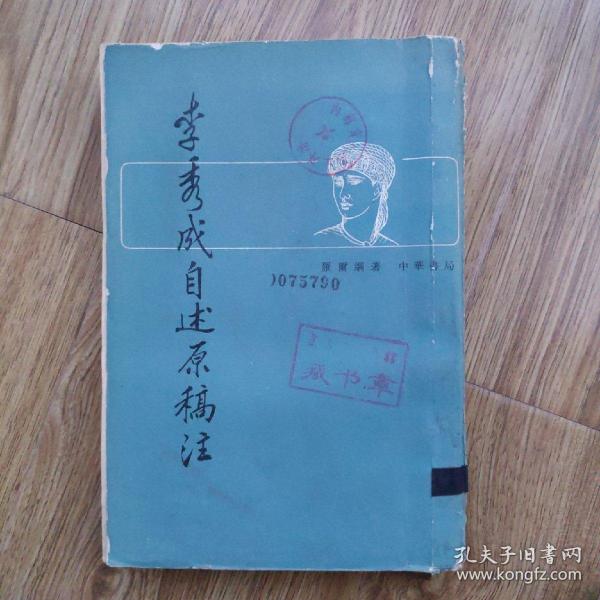 李秀成自述原稿注
羅爾綱著 中華書局
075790
藏书章
孔夫子旧书网
www.kongfz.com